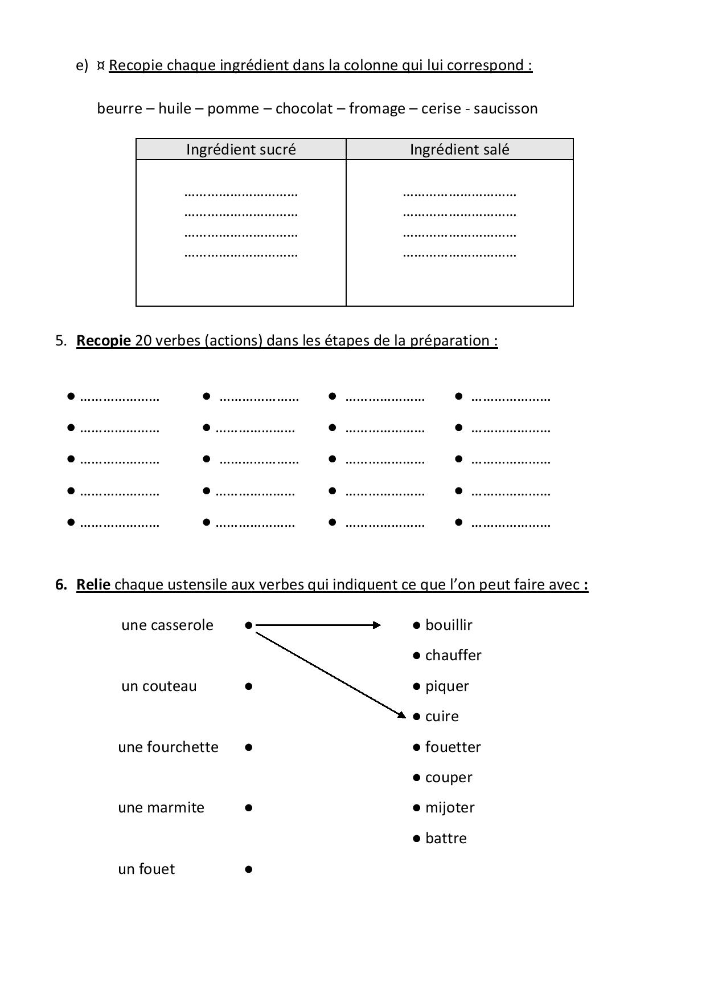 e) ¤ Recopie chaque ingrédient dans la colonne qui lui correspond :
beurre – huile – pomme – chocolat – fromage – cerise - saucisson
Ingrédient sucré Ingrédient salé
………………………… …………………………
………………………… …………………………
………………………… …………………………
………………………… …………………………
5. Recopie 20 verbes (actions) dans les étapes de la préparation :
● ………………… ● ………………… ● ………………… ● …………………
● ………………… ● ………………… ● ………………… ● …………………
● ………………… ● ………………… ● ………………… ● …………………
● ………………… ● ………………… ● ………………… ● …………………
● ………………… ● ………………… ● ………………… ● …………………
6. Relie chaque ustensile aux verbes qui indiquent ce que l’on peut faire avec :
une casserole ● ● bouillir
● chauffer
un couteau ● ● piquer
● cuire
une fourchette ● ● fouetter
● couper
une marmite ● ● mijoter
● battre
un fouet ●